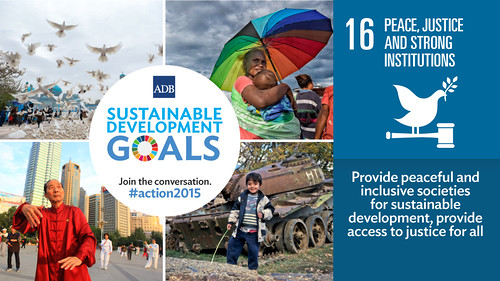 ADB
SUSTAINABLE
DEVELOPMENT
GOALS
Join the conversation.
#action2015
16 PEACE, JUSTICE
AND STRONG
INSTITUTIONS
Provide peaceful and
inclusive societies
for sustainable
development, provide
access to justice for all